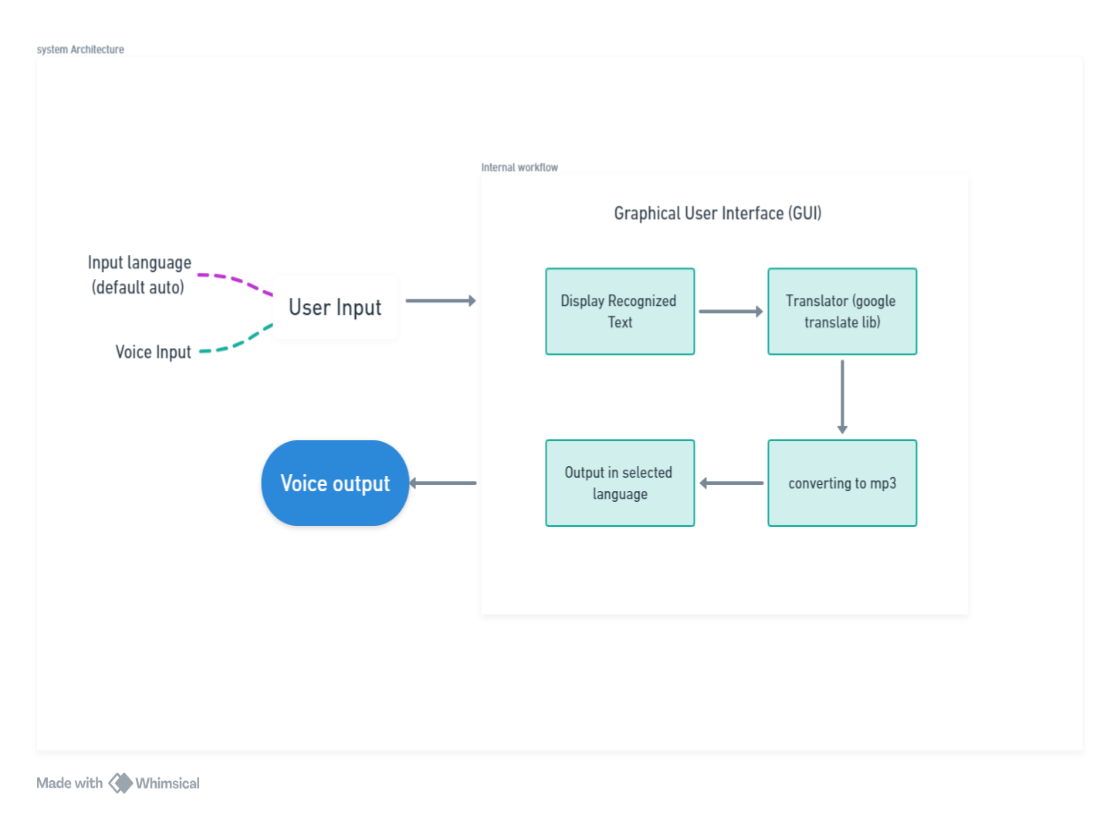 system Architecture
Internal workflow
Graphical User Interface (GUI)
Input language
(default auto)
User Input
Voice Input
Display Recognized
Text
Translator (google
translate lib)
Voice output
Output in selected
language
converting to mp3
Made with Whimsical